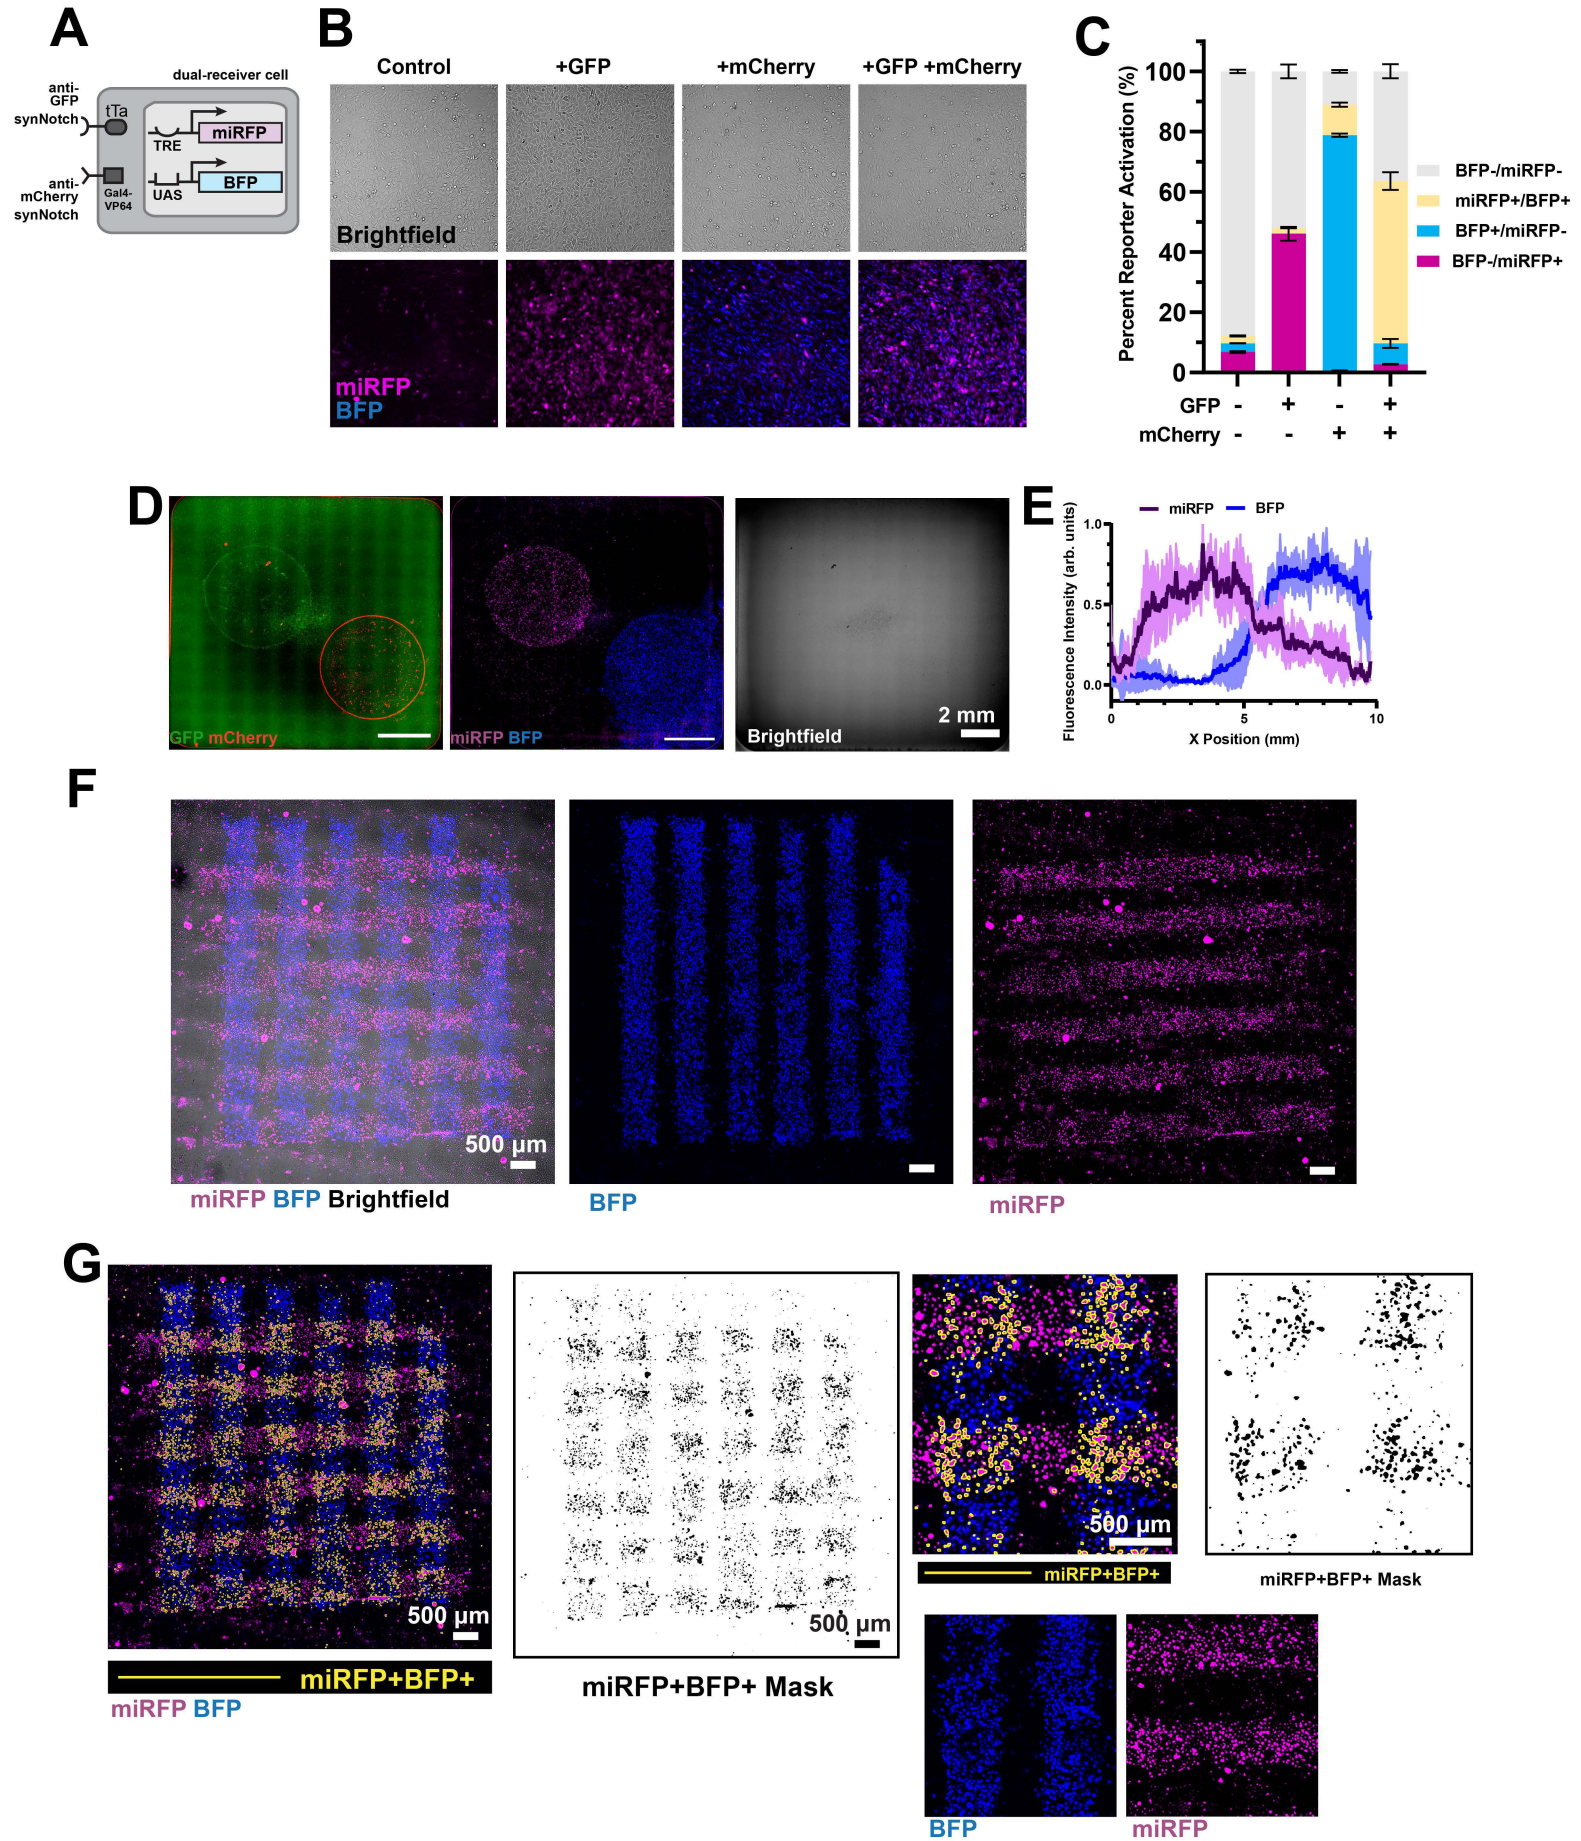 A
dual-receiver cell
anti-
GFP
synNotch
tTa
miRFP
TRE
BFP
UAS
anti-
mCherry
synNotch
Gal4-
VP64
B
Control
+GFP
+mCherry
+GFP +mCherry
Brightfield
miRFP
BFP
C
Percent Reporter Activation (%)
100
80
60
40
20
0
GFP - + - +
mCherry - - + +
BFP-/miRFP-
miRFP+/BFP+
BFP+/miRFP-
BFP-/miRFP+
D
GFP mCherry
miRFP BFP
Brightfield
2 mm
E
miRFP
BFP
Fluorescence Intensity (arb. units)
1.0
0.5
0.0
0
5
10
X Position (mm)
F
500 µm
miRFP BFP Brightfield
BFP
miRFP
G
500 µm
miRFP+BFP+
miRFP BFP
500 µm
miRFP+BFP+ Mask
500 µm
miRFP+BFP+
miRFP+BFP+ Mask
BFP
miRFP